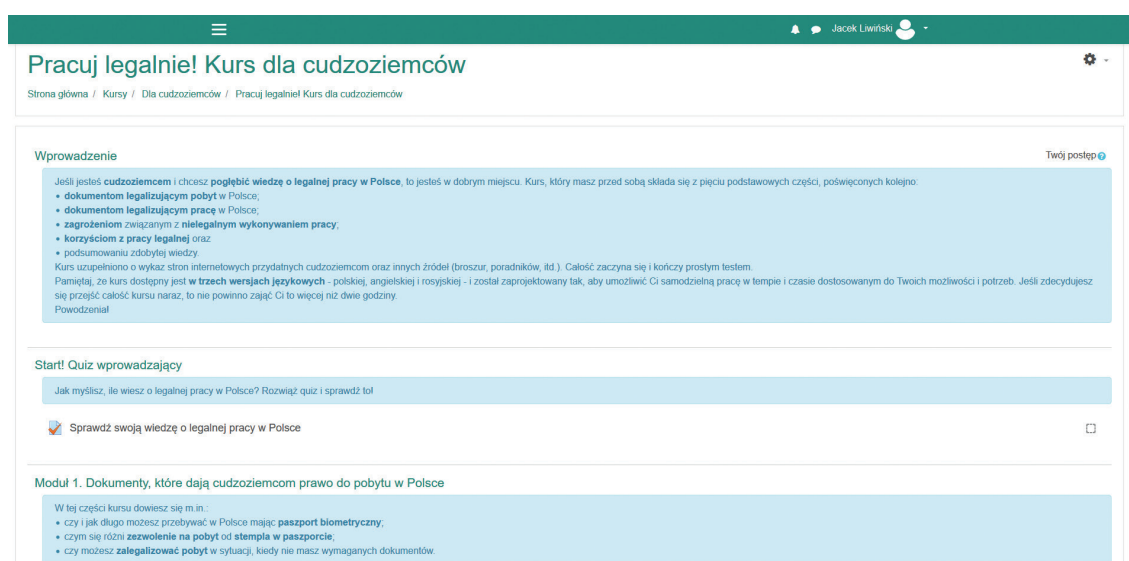 Jacek Liwiński
Pracuj legalnie! Kurs dla cudzoziemców
Strona główna / Kursy / Dla cudzoziemców / Pracuj legalnie! Kurs dla cudzoziemców
Wprowadzenie
Twój postęp
Jeśli jesteś cudzoziemcem i chcesz pogłębić wiedzę o legalnej pracy w Polsce, to jesteś w dobrym miejscu. Kurs, który masz przed sobą składa się z pięciu podstawowych części, poświęconych kolejno:
• dokumentom legalizującym pobyt w Polsce;
• dokumentom legalizującym pracę w Polsce;
• zagrożeniom związanym z nielegalnym wykonywaniem pracy;
• korzyściom z pracy legalnej oraz
• podsumowaniu zdobytej wiedzy.
Kurs uzupełniono o wykaz stron internetowych przydatnych cudzoziemcom oraz innych źródeł (broszur, poradników, itd.). Całość zaczyna się i kończy prostym testem.
Pamiętaj, że kurs dostępny jest w trzech wersjach językowych - polskiej, angielskiej i rosyjskiej - i został zaprojektowany tak, aby umożliwić Ci samodzielną pracę w tempie i czasie dostosowanym do Twoich możliwości i potrzeb. Jeśli zdecydujesz
się przejść całość kursu naraz, to nie powinno zająć Ci to więcej niż dwie godziny.
Powodzenia!
Start! Quiz wprowadzający
Jak myślisz, ile wiesz o legalnej pracy w Polsce? Rozwiąż quiz i sprawdź to!
Sprawdź swoją wiedzę o legalnej pracy w Polsce
Moduł 1. Dokumenty, które dają cudzoziemcom prawo do pobytu w Polsce
W tej części kursu dowiesz się m.in.:
• czy i jak długo możesz przebywać w Polsce mając paszport biometryczny;
• czym się różni zezwolenie na pobyt od stempla w paszporcie;
• czy możesz zalegalizować pobyt w sytuacji, kiedy nie masz wymaganych dokumentów.